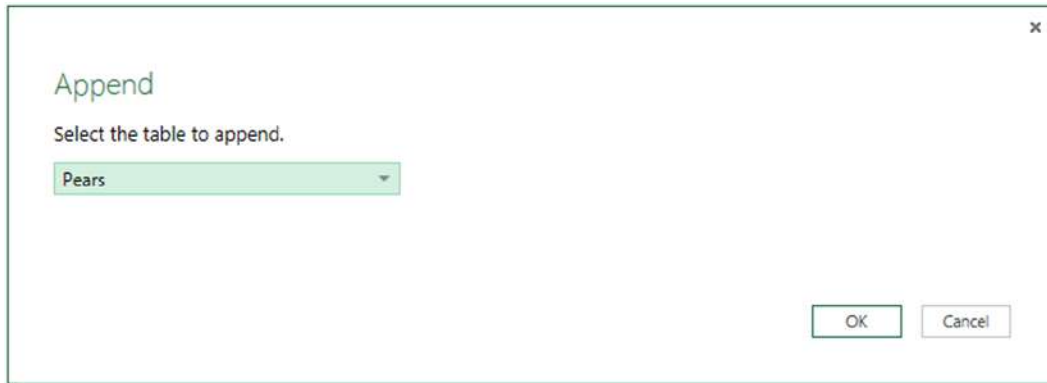 Append
Select the table to append.
Pears
OK
Cancel